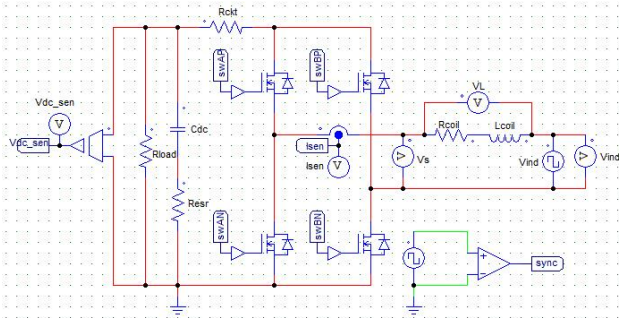 Rckt
swAP
swBP
Vdc_sen
V
Vdc_sen
Cdc
Rload
Resr
Isen
Isen
V
VL
V
Rcoil
Lcoil
Vs
V
Vind
Vind
V
swAN
swBN
sync